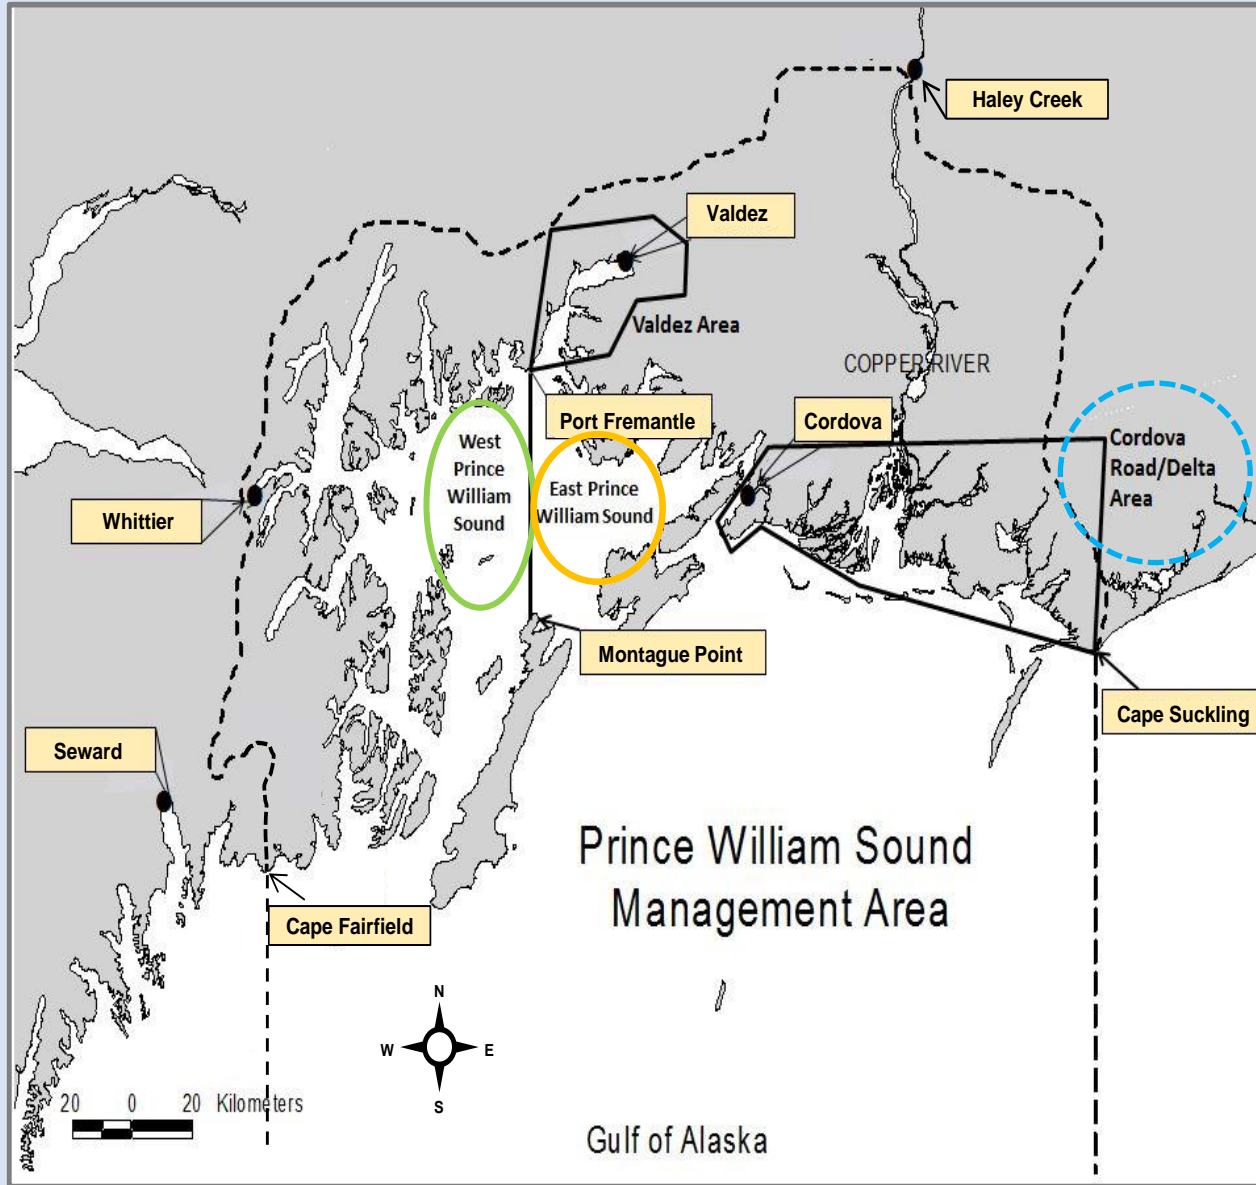 Haley Creek
Valdez
Valdez Area
COPPER RIVER
Port Fremantle
Cordova
West
Prince
William
Sound
East Prince
William Sound
Cordova
Road/Delta
Area
Whittier
Montague Point
Cape Suckling
Seward
Prince William Sound
Management Area
Cape Fairfield
N
W E
S
20 0 20 Kilometers
Gulf of Alaska